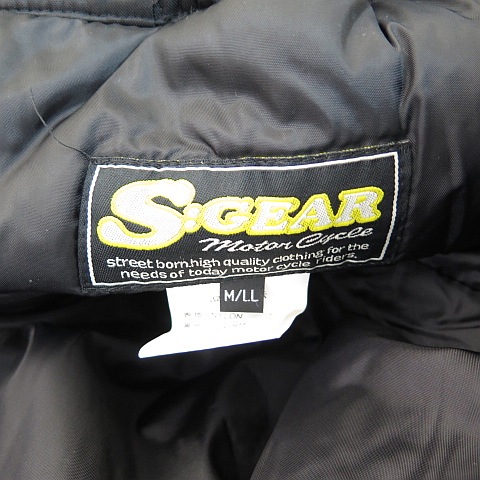 S:GEAR
Motor Cycle
street born.high quality clothing for the
needs of today motor cycle riders.
M/LL